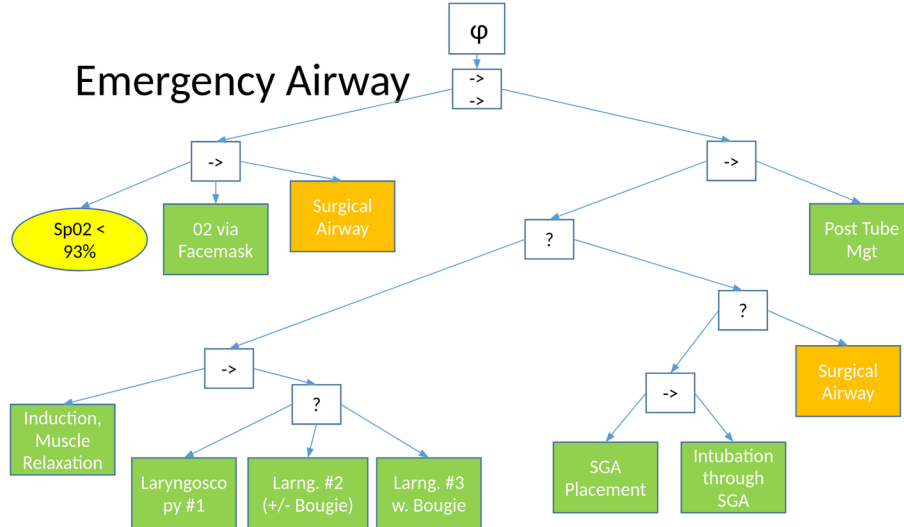 φ
Emergency Airway
->
->
->
->
Sp02 <
93%
02 via
Facemask
Surgical
Airway
?
Post Tube
Mgt
?
->
Surgical
Airway
->
?
Induction,
Muscle
Relaxation
Laryngosco
py #1
Larng. #2
(+/- Bougie)
Larng. #3
w. Bougie
SGA
Placement
Intubation
through
SGA